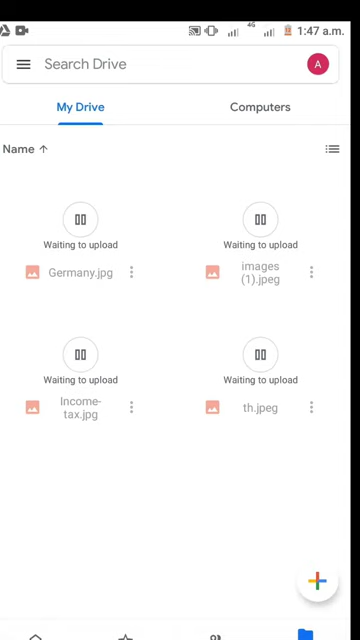 4G
1:47 a.m.
Search Drive
A
My Drive
Computers
Name ↑
Waiting to upload
Waiting to upload
Germany.jpg
images
(1).jpeg
Waiting to upload
Waiting to upload
Income-
tax.jpg
th.jpeg